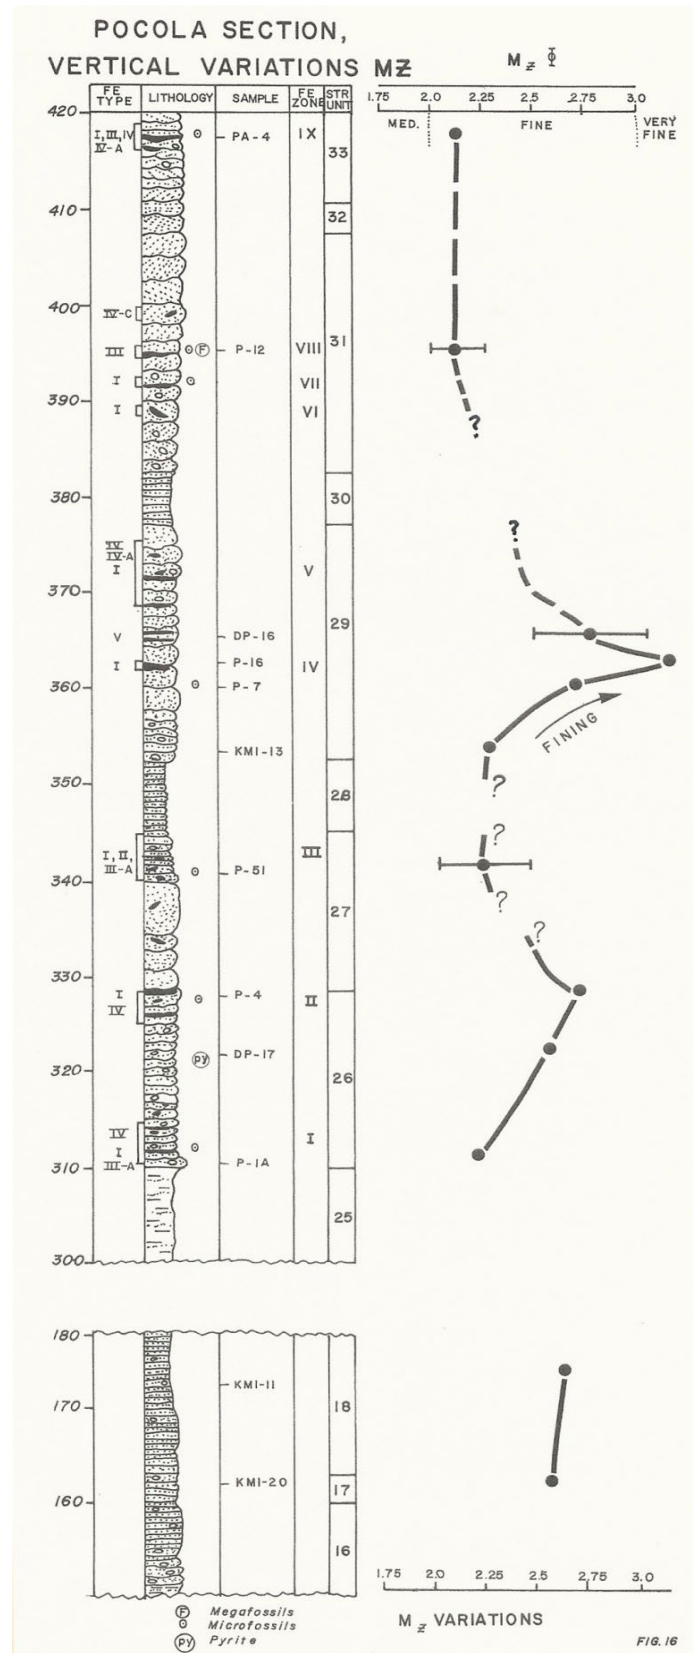 POCOLA SECTION,
VERTICAL VARIATIONS MZ
M Z Φ
FE TYPE LITHOLOGY SAMPLE FE ZONE STR UNIT
1.75 2.0 2.25 2.5 2.75 3.0
MED. FINE VERY FINE
420
I, III, IV
IV-A
PA-4
IX
33
410
32
400
IV-C
31
III
F
P-12
VIII
I
VII
390
I
VI
?
380
30
?
IV
IV-A
I
V
370
29
V
DP-16
I
P-16
IV
360
P-7
FINING
KMI-13
350
28
?
?
I, II,
III-A
III
P-51
340
?
27
?
330
I
P-4
II
IV
DP-17
PY
320
26
IV
I
I
III-A
P-1A
310
25
300
180
KMI-11
170
18
KMI-20
17
160
16
1.75 2.0 2.25 2.5 2.75 3.0
M Z VARIATIONS
F Megafossils
Microfossils
PY Pyrite
FIG. 16